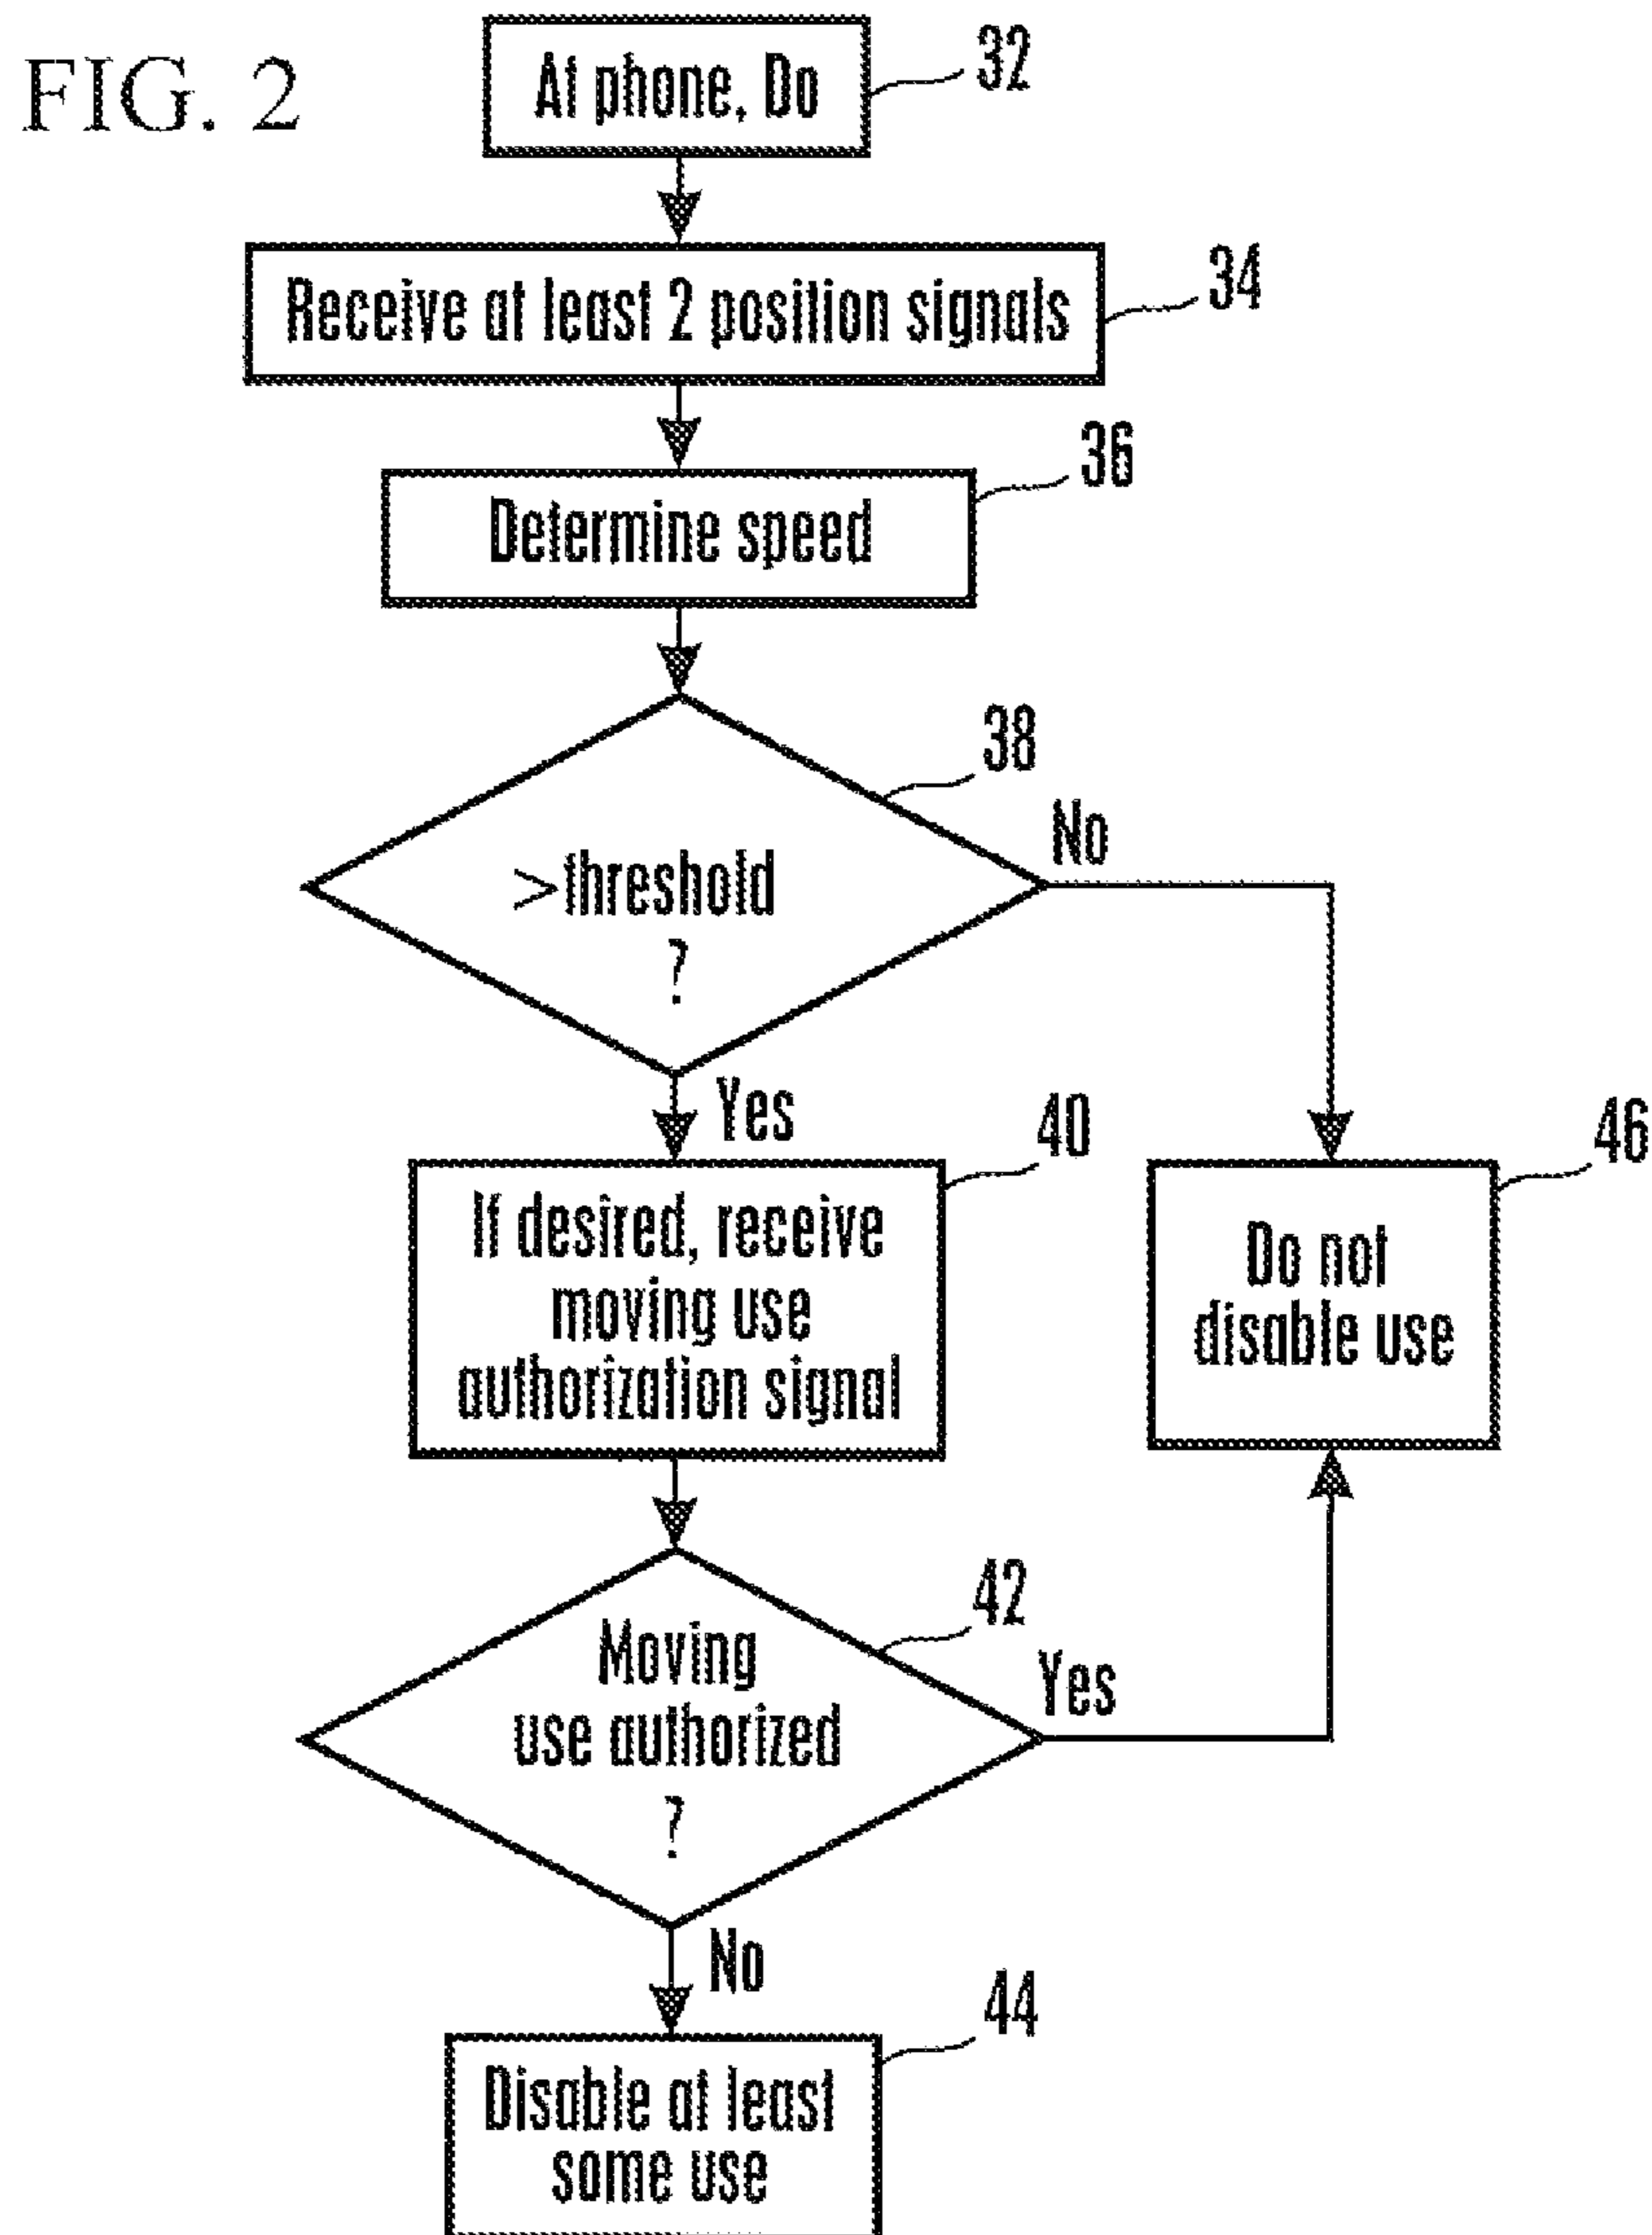 FIG. 2
At phone, Do
32
Receive at least 2 position signals
34
Determine speed
36
38
>threshold
?
No
Yes
40
If desired, receive
moving use
authorization signal
46
Do not
disable use
42
Moving
use authorized
?
Yes
No
44
Disable at least
some use